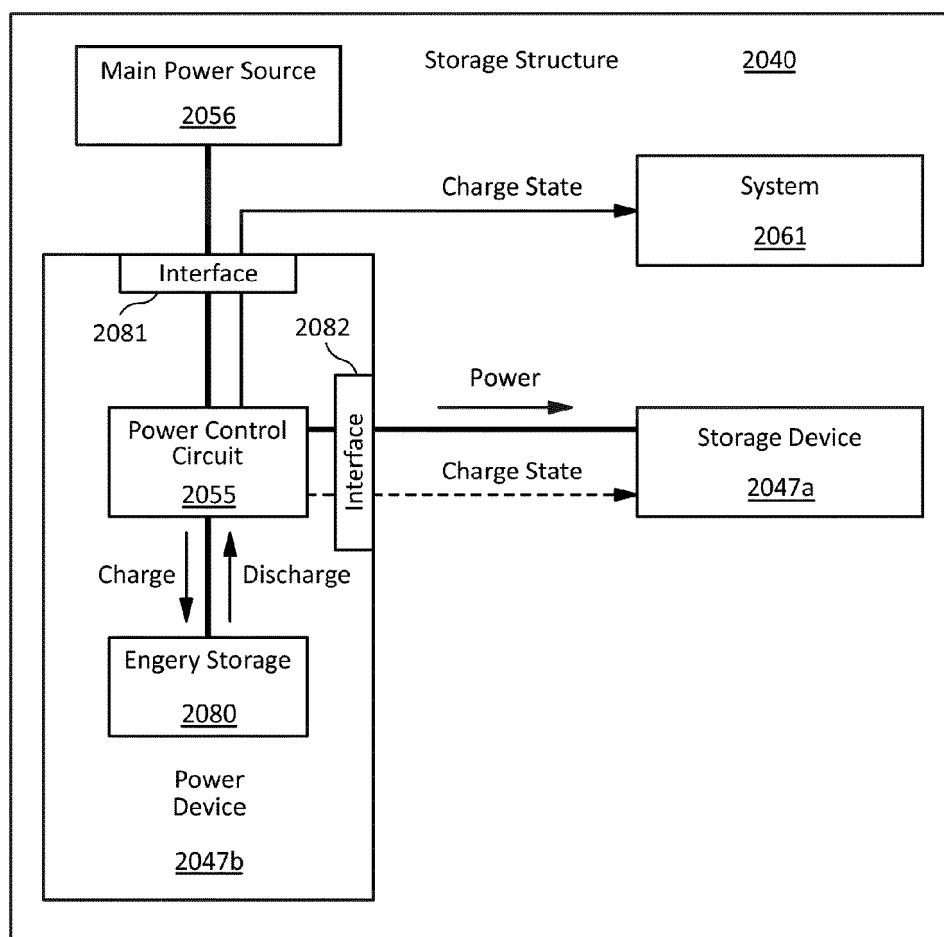 Storage Structure 2040
Main Power Source
2056
Charge State
System
2061
Interface
2081
2082
Power
Interface
Power Control
Circuit
2055
Storage Device
2047a
Charge State
Charge
Discharge
Engery Storage
2080
Power
Device
2047b